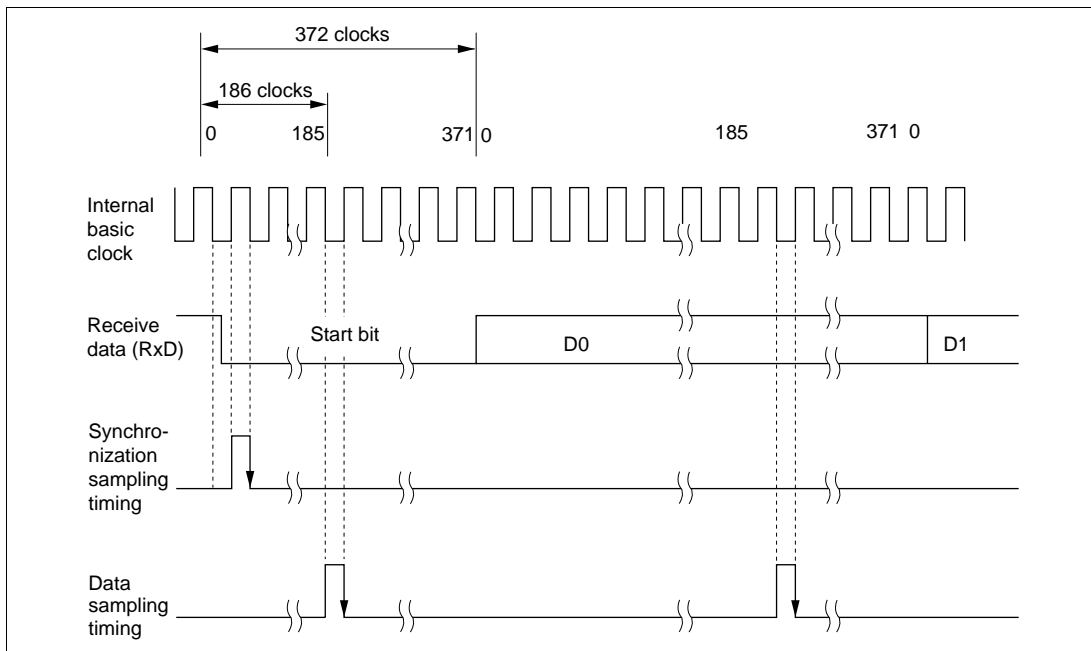 372 clocks
186 clocks
0 185 371 0 185 371 0
Internal
basic
clock
Receive
data (RxD)
Start bit
D0
D1
Synchro-
nization
sampling
timing
Data
sampling
timing